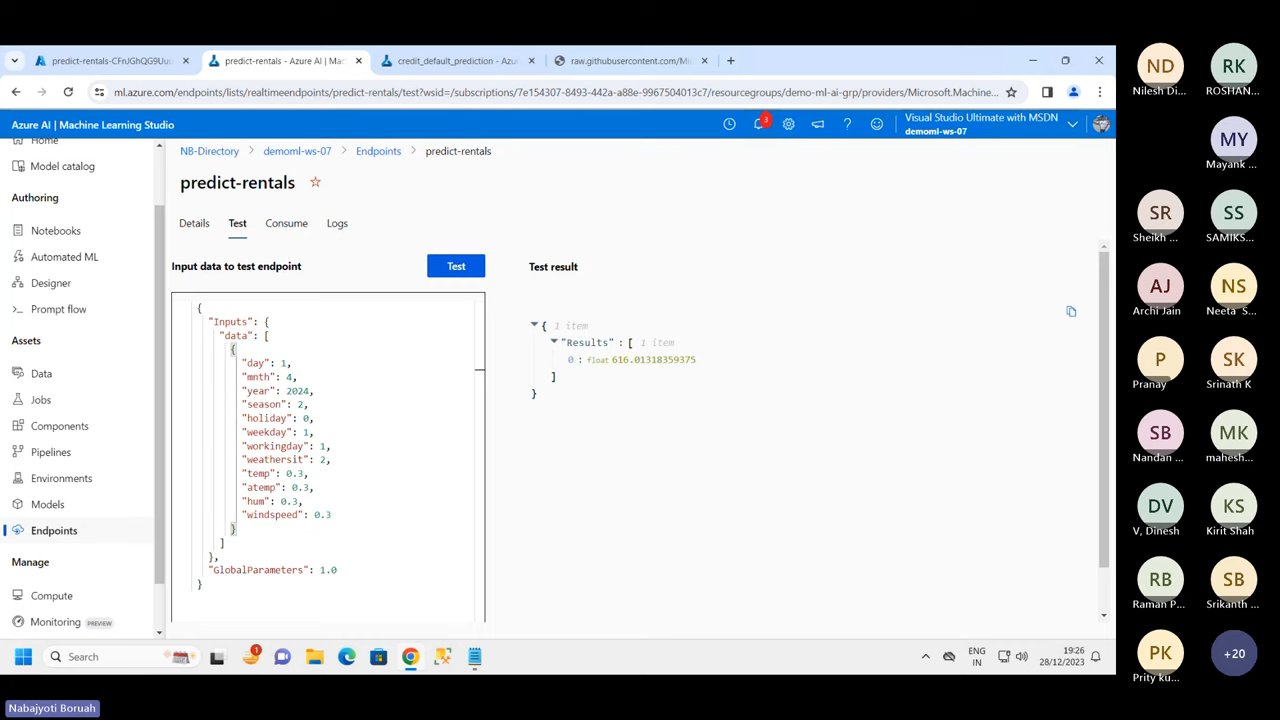 predict-rentals-CFnJGhQG9Uu
predict-rentals - Azure AI | Mac
credit_default_prediction - Azu
raw.githubusercontent.com/Mi
ml.azure.com/endpoints/lists/realtimeendpoints/predict-rentals/test?wsid=/subscriptions/7e154307-8493-442a-a88e-9967504013c7/resourcegroups/demo-ml-ai-grp/providers/Microsoft.Machine...
Azure AI | Machine Learning Studio
3
Visual Studio Ultimate with MSDN
demoml-ws-07
Home
Model catalog
Authoring
Notebooks
Automated ML
Designer
Prompt flow
Assets
Data
Jobs
Components
Pipelines
Environments
Models
Endpoints
Manage
Compute
Monitoring PREVIEW
NB-Directory > demoml-ws-07 > Endpoints > predict-rentals
predict-rentals
Details Test Consume Logs
Input data to test endpoint
Test
{
"Inputs": {
"data": [
{
"day": 1,
"mnth": 4,
"year": 2024,
"season": 2,
"holiday": 0,
"weekday": 1,
"workingday": 1,
"weathersit": 2,
"temp": 0.3,
"atemp": 0.3,
"hum": 0.3,
"windspeed": 0.3
}
]
},
"GlobalParameters": 1.0
}
Test result
{ 1 item
"Results" : [ 1 item
0 : float 616.01318359375
]
}
Search
1
ENG
IN
19:26
28/12/2023
ND
Nilesh Di...
RK
ROSHAN...
MY
Mayank ...
SR
Sheikh ...
SS
SAMIKS...
AJ
Archi Jain
NS
Neeta S...
P
Pranay
SK
Srinath K
SB
Nandan ...
MK
mahesh...
DV
V, Dinesh
KS
Kirit Shah
RB
Raman P...
SB
Srikanth ...
PK
Prity ku...
+20
Nabajyoti Boruah